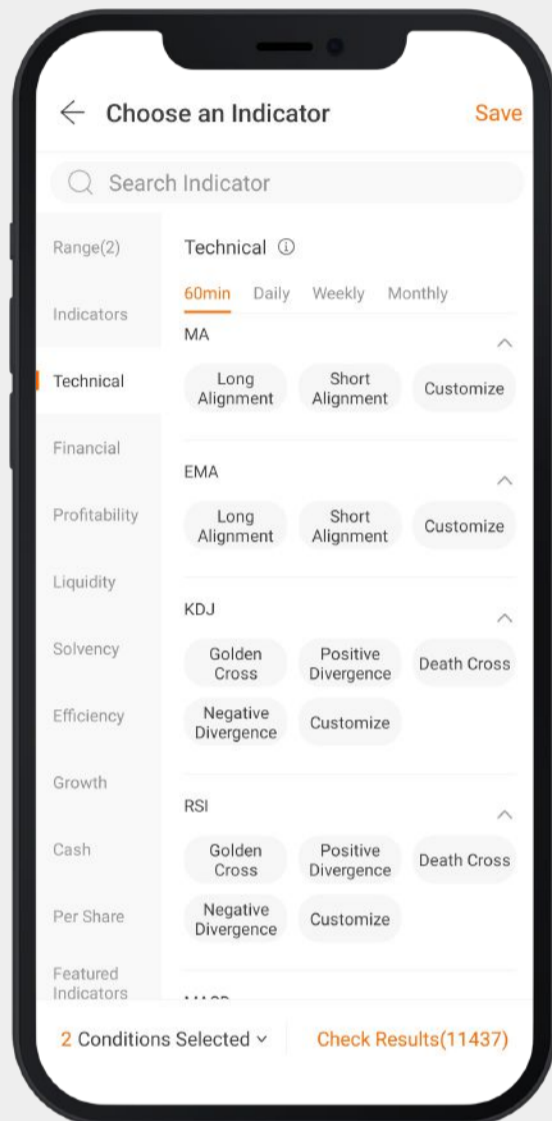 Choose an Indicator
Save
Search Indicator
Range(2)
Indicators
Technical
Financial
Profitability
Liquidity
Solvency
Efficiency
Growth
Cash
Per Share
Featured
Indicators
Technical
60min Daily Weekly Monthly
MA
Long
Alignment
Short
Alignment
Customize
EMA
Long
Alignment
Short
Alignment
Customize
KDJ
Golden
Cross
Positive
Divergence
Death Cross
Negative
Divergence
Customize
RSI
Golden
Cross
Positive
Divergence
Death Cross
Negative
Divergence
Customize
2 Conditions Selected
Check Results(11437)